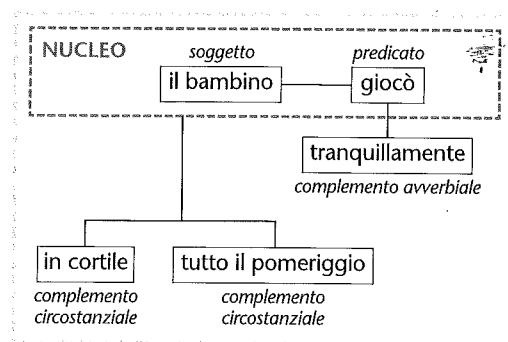 NUCLEO
soggetto
predicato
il bambino
giocò
tranquillamente
complemento avverbiale
in cortile
tutto il pomeriggio
complemento
circostanziale
complemento
circostanziale